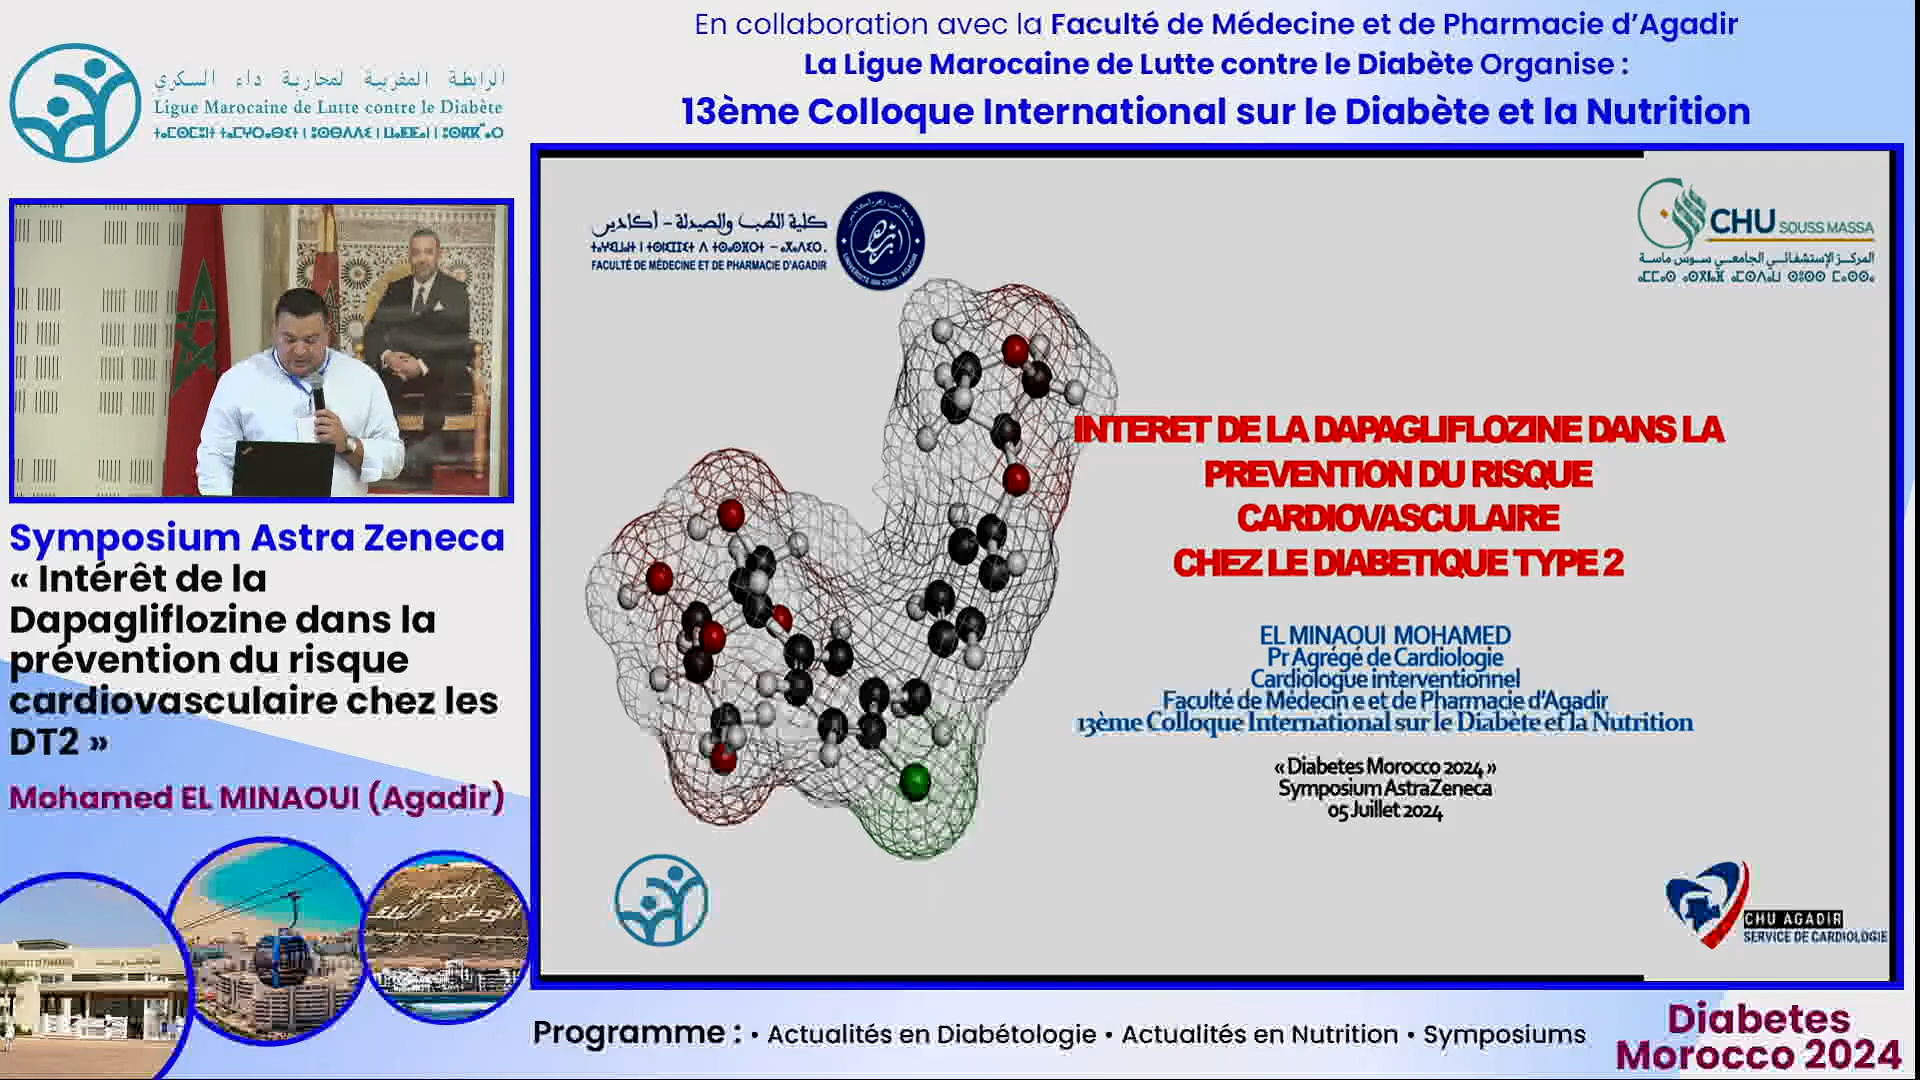 En collaboration avec la Faculté de Médecine et de Pharmacie d’Agadir
La Ligue Marocaine de Lutte contre le Diabète Organise :
13ème Colloque International sur le Diabète et la Nutrition
الرابطة المغربية لمحاربة داء السكري
Ligue Marocaine de Lutte contre le Diabète
Symposium Astra Zeneca
« Intérêt de la
Dapagliflozine dans la
prévention du risque
cardiovasculaire chez les
DT2 »
Mohamed EL MINAOUI (Agadir)
كلية الطب والصيدلة - أكادير
FACULTÉ DE MÉDECINE ET DE PHARMACIE D'AGADIR
CHU SOUSS MASSA
المركز الإستشفائي الجامعي سوس ماسة
INTERET DE LA DAPAGLIFLOZINE DANS LA
PREVENTION DU RISQUE
CARDIOVASCULAIRE
CHEZ LE DIABETIQUE TYPE 2
EL MINAOUI MOHAMED
Pr Agrégé de Cardiologie
Cardiologue interventionnel
Faculté de Médecin e et de Pharmacie d'Agadir
13ème Colloque International sur le Diabète et la Nutrition
« Diabetes Morocco 2024 »
Symposium AstraZeneca
05 Juillet 2024
CHU AGADIR
SERVICE DE CARDIOLOGIE
Programme : • Actualités en Diabétologie • Actualités en Nutrition • Symposiums
Diabetes
Morocco 2024